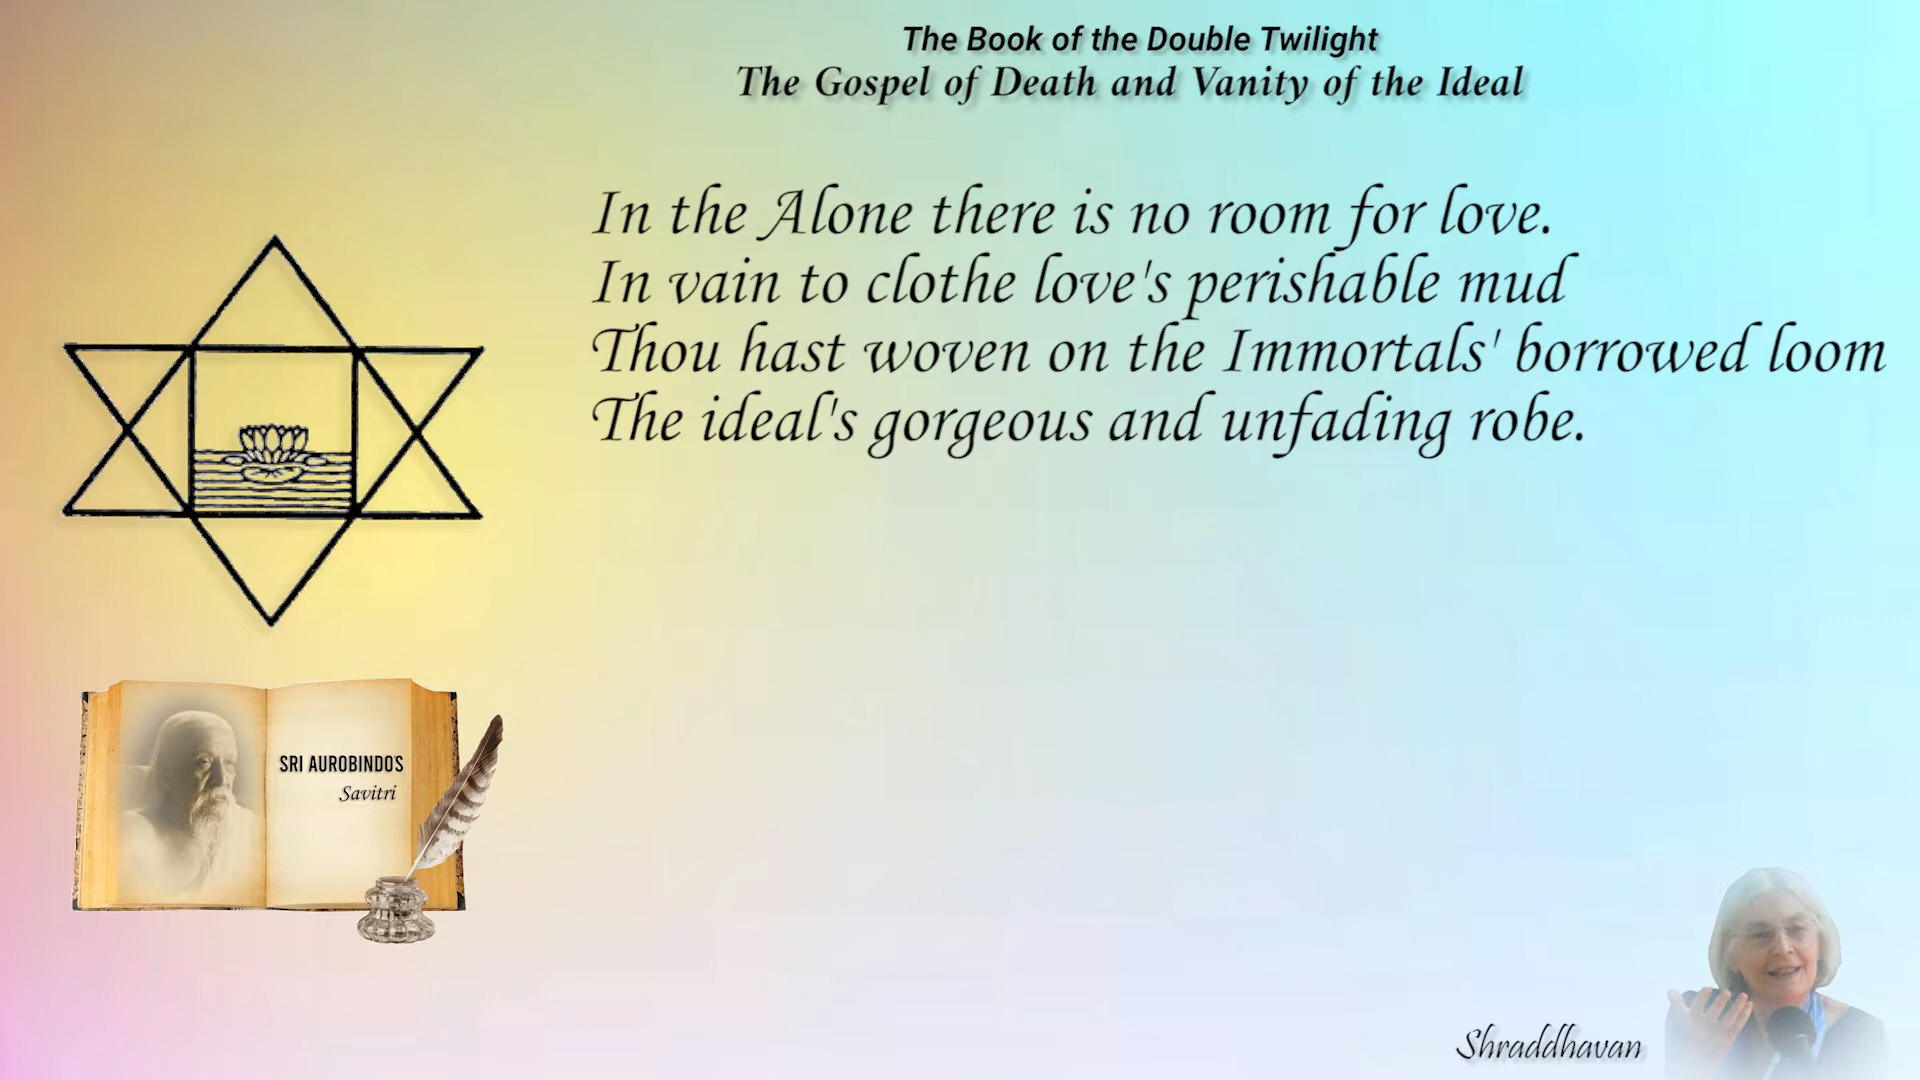 The Book of the Double Twilight
The Gospel of Death and Vanity of the Ideal
In the Alone there is no room for love.
In vain to clothe love's perishable mud
Thou hast woven on the Immortals' borrowed loom
The ideal's gorgeous and unfading robe.
SRI AUROBINDO'S
Savitri
Shraddhavan